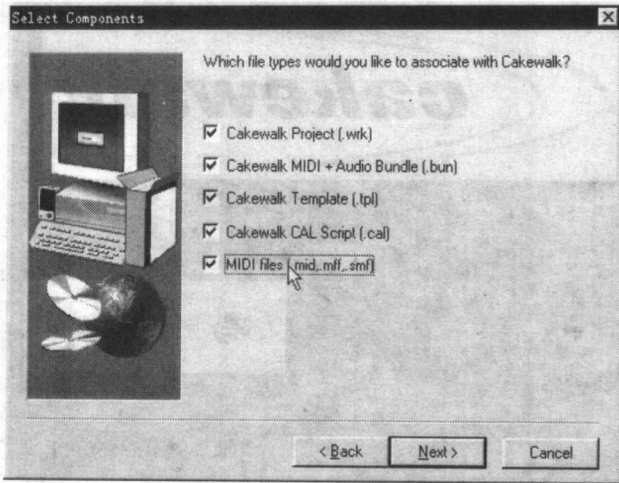 Select Components
Which file types would you like to associate with Cakewalk?
Cakewalk Project (.wrk)
Cakewalk MIDI + Audio Bundle (.bun)
Cakewalk Template (.tpl)
Cakewalk CAL Script (.cal)
MIDI files (.mid,.mff,.smf)
< Back
Next >
Cancel